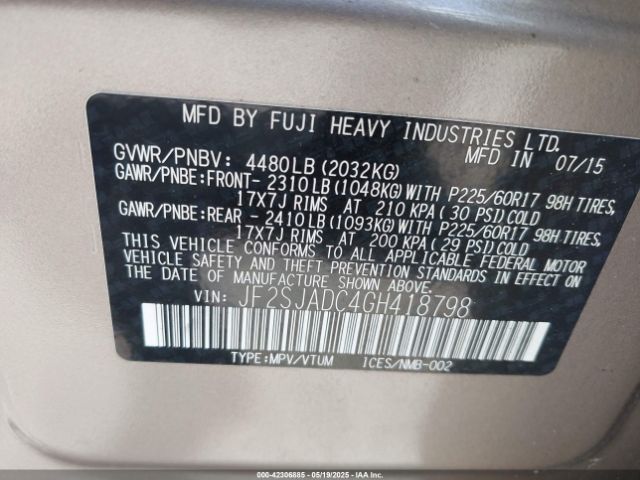 MFD BY FUJI HEAVY INDUSTRIES LTD.
MFD IN 07/15
GVWR/PNBV: 4480LB(2032KG)
GAWR/PNBE:FRONT- 2310LB(1048KG)WITH P225/60R17 98H TIRES,
17X7J RIMS AT 210 KPA(30 PSI)COLD
GAWR/PNBE:REAR - 2410LB(1093KG)WITH P225/60R17 98H TIRES,
17X7J RIMS AT 200 KPA(29 PSI)COLD
THIS VEHICLE CONFORMS TO ALL APPLICABLE FEDERAL MOTOR
VEHICLE SAFETY AND THEFT PREVENTION STANDARDS IN EFFECT ON
THE DATE OF MANUFACTURE SHOWN ABOVE.
VIN: JF2SJADC4GH418798
TYPE:MPV/VTUM ICES/NMB-002
000-42306885 - 05/19/2025 - IAA Inc.